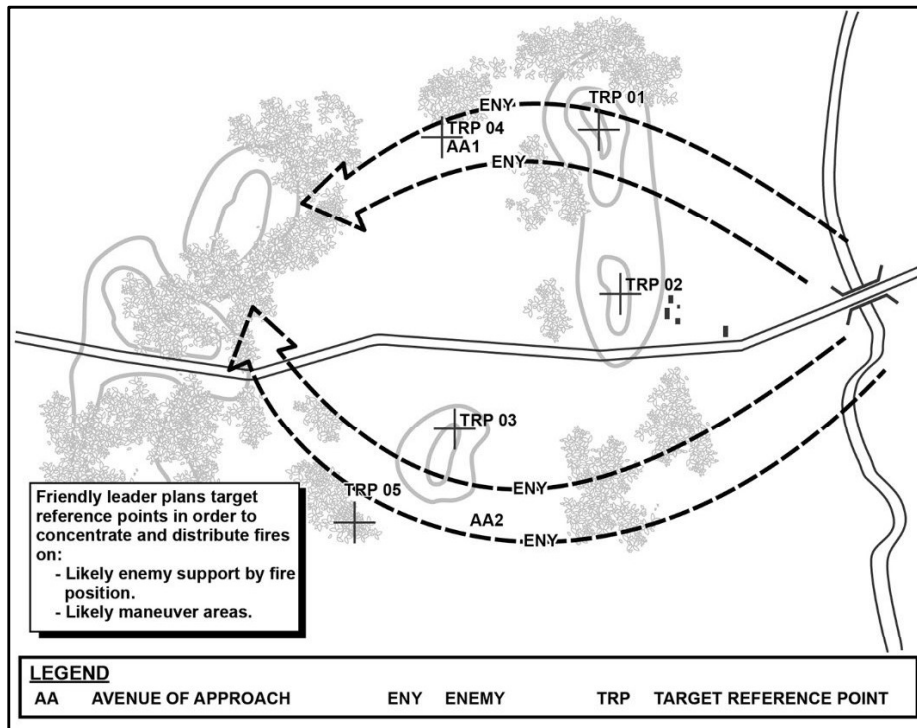 ENY
TRP 01
TRP 04
AA1
ENY
TRP 02
TRP 03
TRP 05
ENY
AA2
ENY
Friendly leader plans target
reference points in order to
concentrate and distribute fires
on:
- Likely enemy support by fire
position.
- Likely maneuver areas.
LEGEND
AA AVENUE OF APPROACH ENY ENEMY TRP TARGET REFERENCE POINT